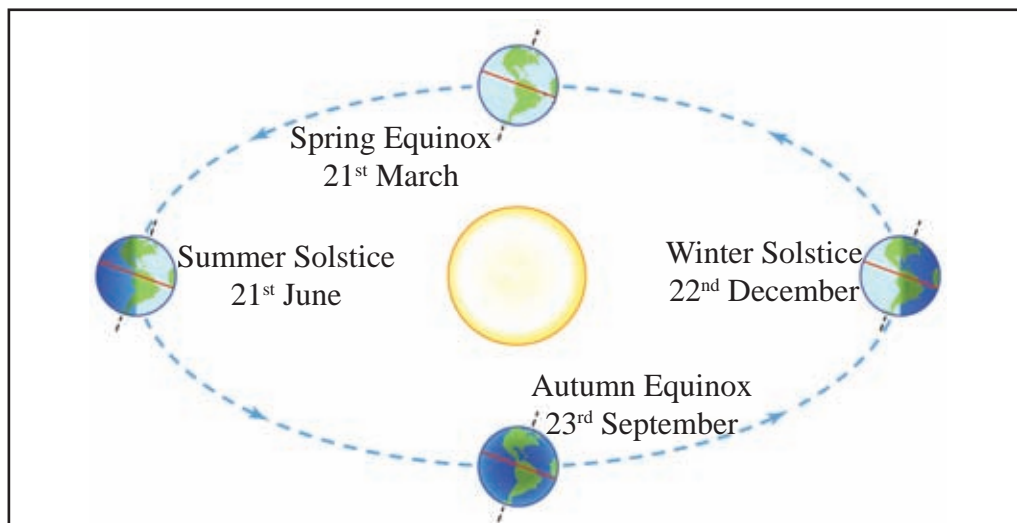 Spring Equinox
21st March
Summer Solstice
21st June
Winter Solstice
22nd December
Autumn Equinox
23rd September